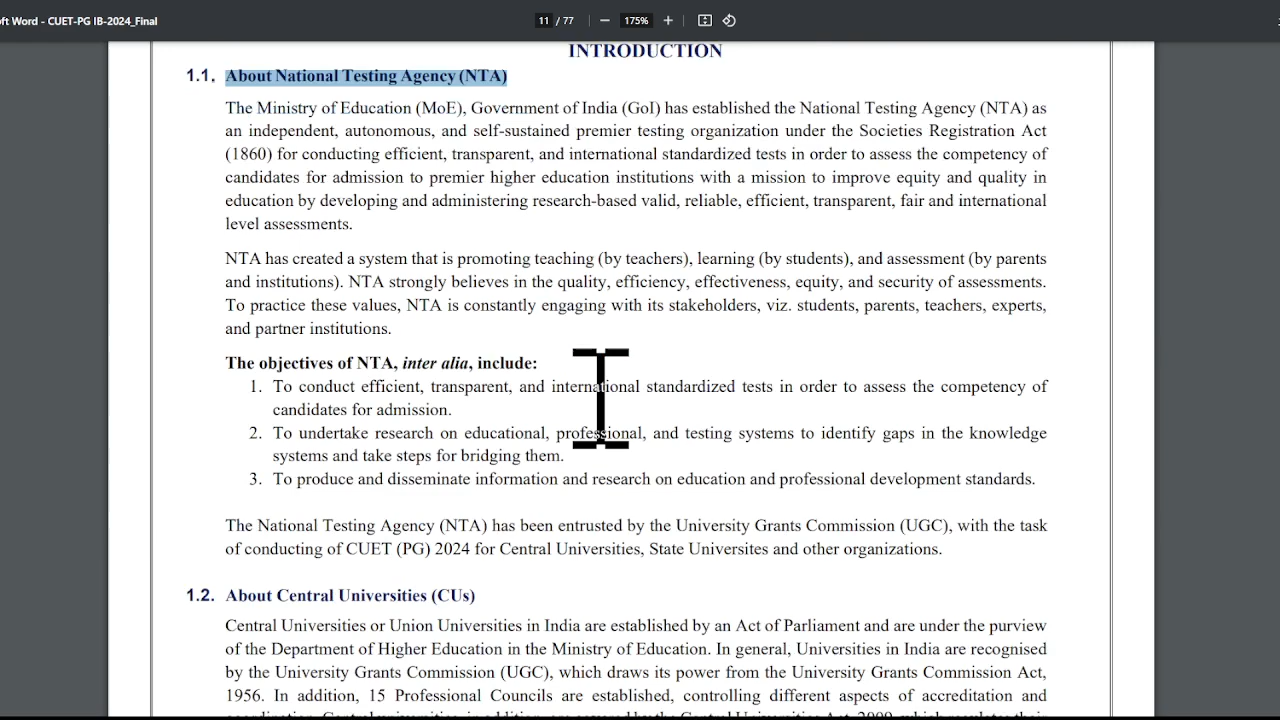 oft Word - CUET-PG IB-2024_Final
11 / 77
175%
INTRODUCTION
1.1. About National Testing Agency (NTA)
The Ministry of Education (MoE), Government of India (GoI) has established the National Testing Agency (NTA) as
an independent, autonomous, and self-sustained premier testing organization under the Societies Registration Act
(1860) for conducting efficient, transparent, and international standardized tests in order to assess the competency of
candidates for admission to premier higher education institutions with a mission to improve equity and quality in
education by developing and administering research-based valid, reliable, efficient, transparent, fair and international
level assessments.
NTA has created a system that is promoting teaching (by teachers), learning (by students), and assessment (by parents
and institutions). NTA strongly believes in the quality, efficiency, effectiveness, equity, and security of assessments.
To practice these values, NTA is constantly engaging with its stakeholders, viz. students, parents, teachers, experts,
and partner institutions.
The objectives of NTA, inter alia, include:
1. To conduct efficient, transparent, and international standardized tests in order to assess the competency of
candidates for admission.
2. To undertake research on educational, professional, and testing systems to identify gaps in the knowledge
systems and take steps for bridging them.
3. To produce and disseminate information and research on education and professional development standards.
The National Testing Agency (NTA) has been entrusted by the University Grants Commission (UGC), with the task
of conducting of CUET (PG) 2024 for Central Universities, State Universites and other organizations.
1.2. About Central Universities (CUs)
Central Universities or Union Universities in India are established by an Act of Parliament and are under the purview
of the Department of Higher Education in the Ministry of Education. In general, Universities in India are recognised
by the University Grants Commission (UGC), which draws its power from the University Grants Commission Act,
1956. In addition, 15 Professional Councils are established, controlling different aspects of accreditation and